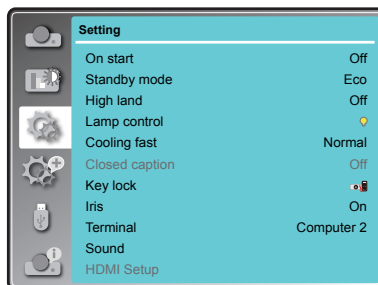 Setting
On start Off
Standby mode Eco
High land Off
Lamp control
Cooling fast Normal
Closed caption Off
Key lock
Iris On
Terminal Computer 2
Sound
HDMI Setup